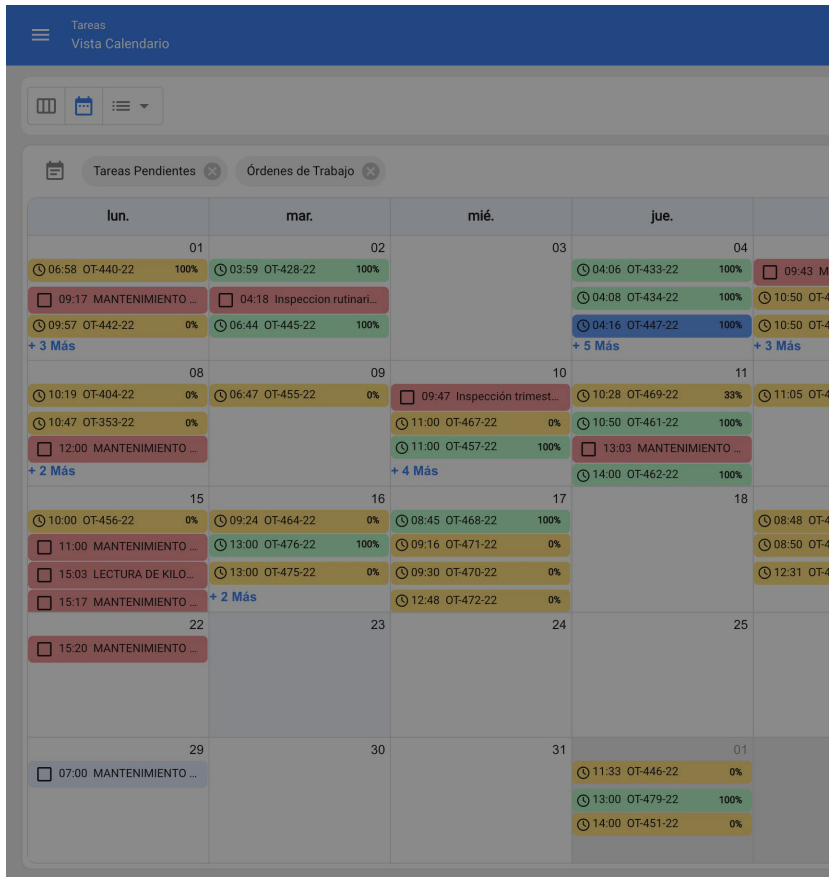 Tareas
Vista Calendario
Tareas Pendientes Órdenes de Trabajo
lun. mar. mié. jue.
01 02 03 04
06:58 OT-440-22 100% 03:59 OT-428-22 100% 04:06 OT-433-22 100% 09:43 M
09:17 MANTENIMIENTO ... 04:18 Inspeccion rutinari... 04:08 OT-434-22 100% 10:50 OT-4
09:57 OT-442-22 0% 06:44 OT-445-22 100% 04:16 OT-447-22 100% 10:50 OT-4
+ 3 Más + 5 Más + 3 Más
08 09 10 11
10:19 OT-404-22 0% 06:47 OT-455-22 0% 09:47 Inspección trimest... 10:28 OT-469-22 33% 11:05 OT-4
10:47 OT-353-22 0% 11:00 OT-467-22 0% 10:50 OT-461-22 100%
12:00 MANTENIMIENTO ... 11:00 OT-457-22 100% 13:03 MANTENIMIENTO ...
+ 2 Más + 4 Más 14:00 OT-462-22 100%
15 16 17 18
10:00 OT-456-22 0% 09:24 OT-464-22 0% 08:45 OT-468-22 100% 08:48 OT-4
11:00 MANTENIMIENTO ... 13:00 OT-476-22 100% 09:16 OT-471-22 0% 08:50 OT-4
15:03 LECTURA DE KILO... 13:00 OT-475-22 0% 09:30 OT-470-22 0% 12:31 OT-4
15:17 MANTENIMIENTO ... + 2 Más 12:48 OT-472-22 0%
22 23 24 25
15:20 MANTENIMIENTO ...
29 30 31 01
07:00 MANTENIMIENTO ... 11:33 OT-446-22 0%
13:00 OT-479-22 100%
14:00 OT-451-22 0%